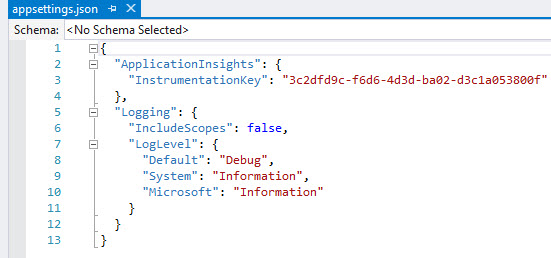 appsettings.json
Schema: <No Schema Selected>
1 {
2 "ApplicationInsights": {
3 "InstrumentationKey": "3c2dfd9c-f6d6-4d3d-ba02-d3c1a053800f"
4 },
5 "Logging": {
6 "IncludeScopes": false,
7 "LogLevel": {
8 "Default": "Debug",
9 "System": "Information",
10 "Microsoft": "Information"
11 }
12 }
13 }